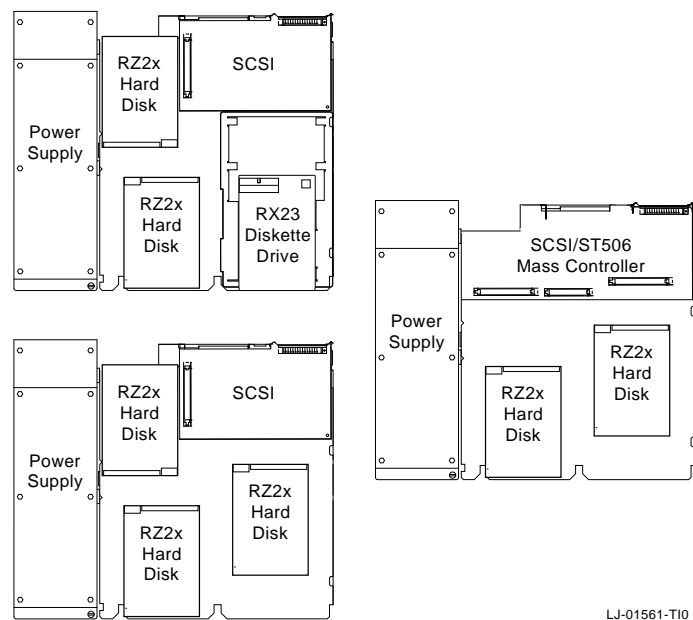 RZ2x
Hard
Disk
SCSI
Power
Supply
RZ2x
Hard
Disk
RX23
Diskette
Drive
SCSI/ST506
Mass Controller
Power
Supply
RZ2x
Hard
Disk
RZ2x
Hard
Disk
RZ2x
Hard
Disk
SCSI
Power
Supply
RZ2x
Hard
Disk
RZ2x
Hard
Disk
LJ-01561-TI0